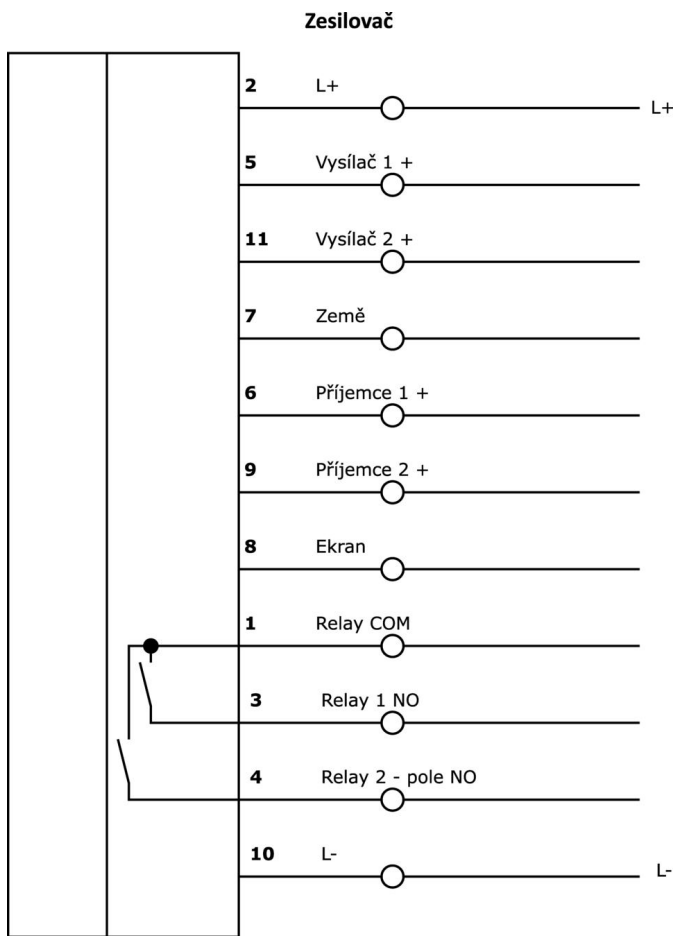 Zesilovač
2 L+
L+
5 Vysílač 1 +
11 Vysílač 2 +
7 Země
6 Příjemce 1 +
9 Příjemce 2 +
8 Ekran
1 Relay COM
3 Relay 1 NO
4 Relay 2 - pole NO
10 L-
L-